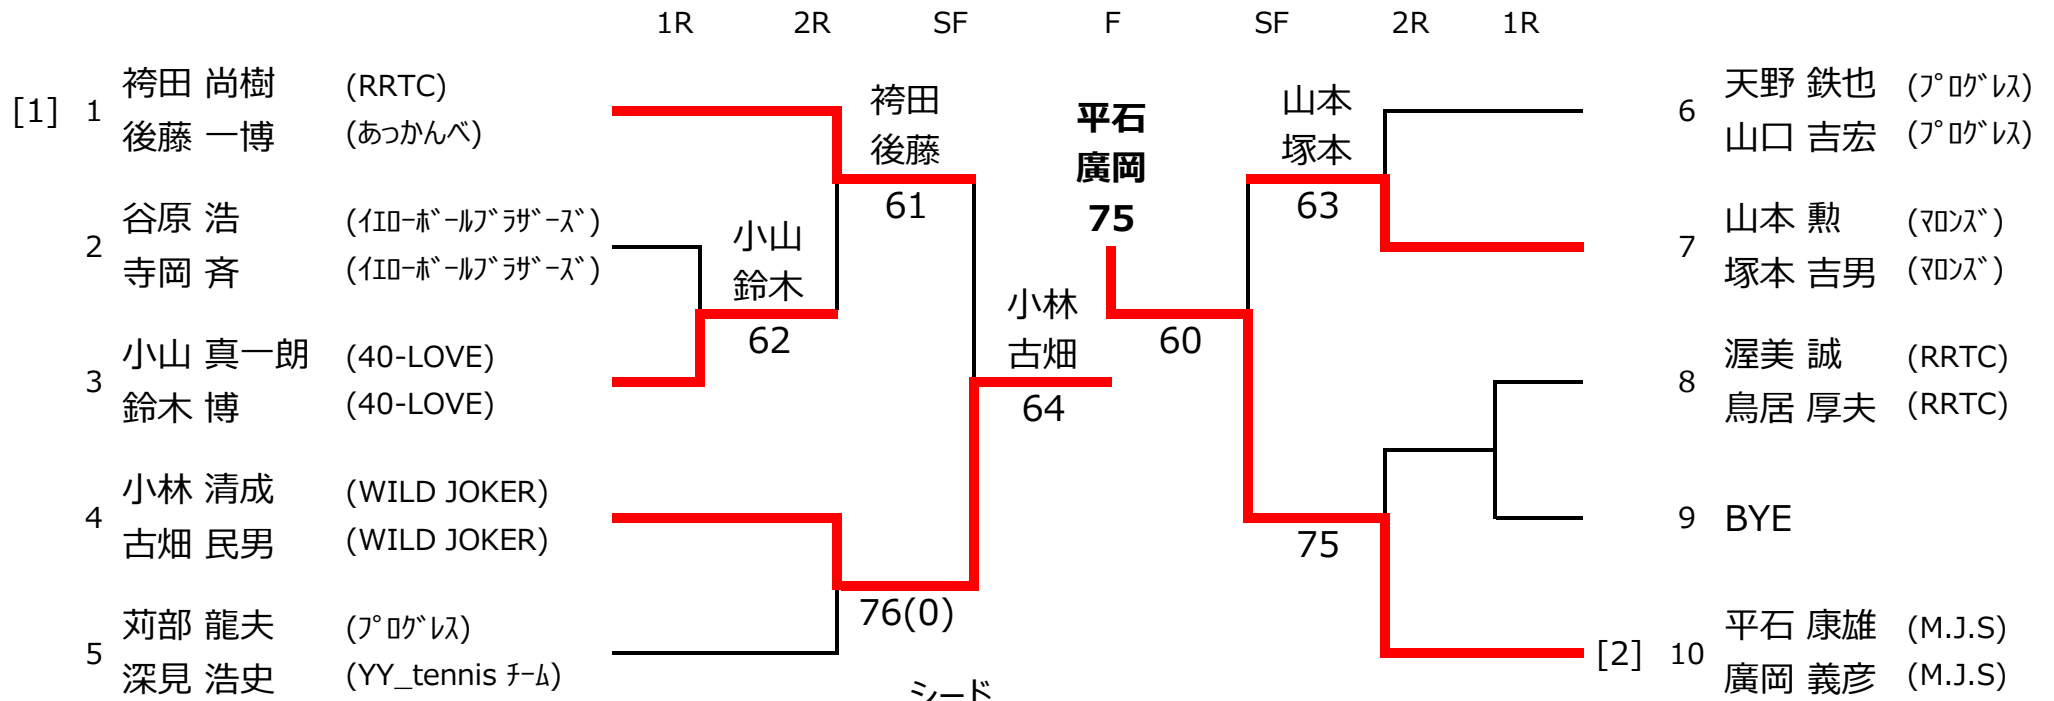 1R 2R SF F SF 2R 1R
[1] 1 袴田 尚樹 (RRTC)
後藤 一博 (あっかんべ)
2 谷原 浩 (ｲｴﾛｰﾎﾞｰﾙﾌﾞﾗｻﾞｰｽﾞ)
寺岡 斉 (ｲｴﾛｰﾎﾞｰﾙﾌﾞﾗｻﾞｰｽﾞ)
3 小山 真一朗 (40-LOVE)
鈴木 博 (40-LOVE)
4 小林 清成 (WILD JOKER)
古畑 民男 (WILD JOKER)
5 苅部 龍夫 (ﾌﾟﾛｸﾞﾚｽ)
深見 浩史 (YY_tennis ﾁｰﾑ)
小山
鈴木
62
袴田
後藤
61
76(0)
小林
古畑
64
平石
廣岡
75
60
山本
塚本
63
75
6 天野 鉄也 (ﾌﾟﾛｸﾞﾚｽ)
山口 吉宏 (ﾌﾟﾛｸﾞﾚｽ)
7 山本 勲 (ﾏﾛﾝｽﾞ)
塚本 吉男 (ﾏﾛﾝｽﾞ)
8 渥美 誠 (RRTC)
鳥居 厚夫 (RRTC)
9 BYE
[2] 10 平石 康雄 (M.J.S)
廣岡 義彦 (M.J.S)
シード